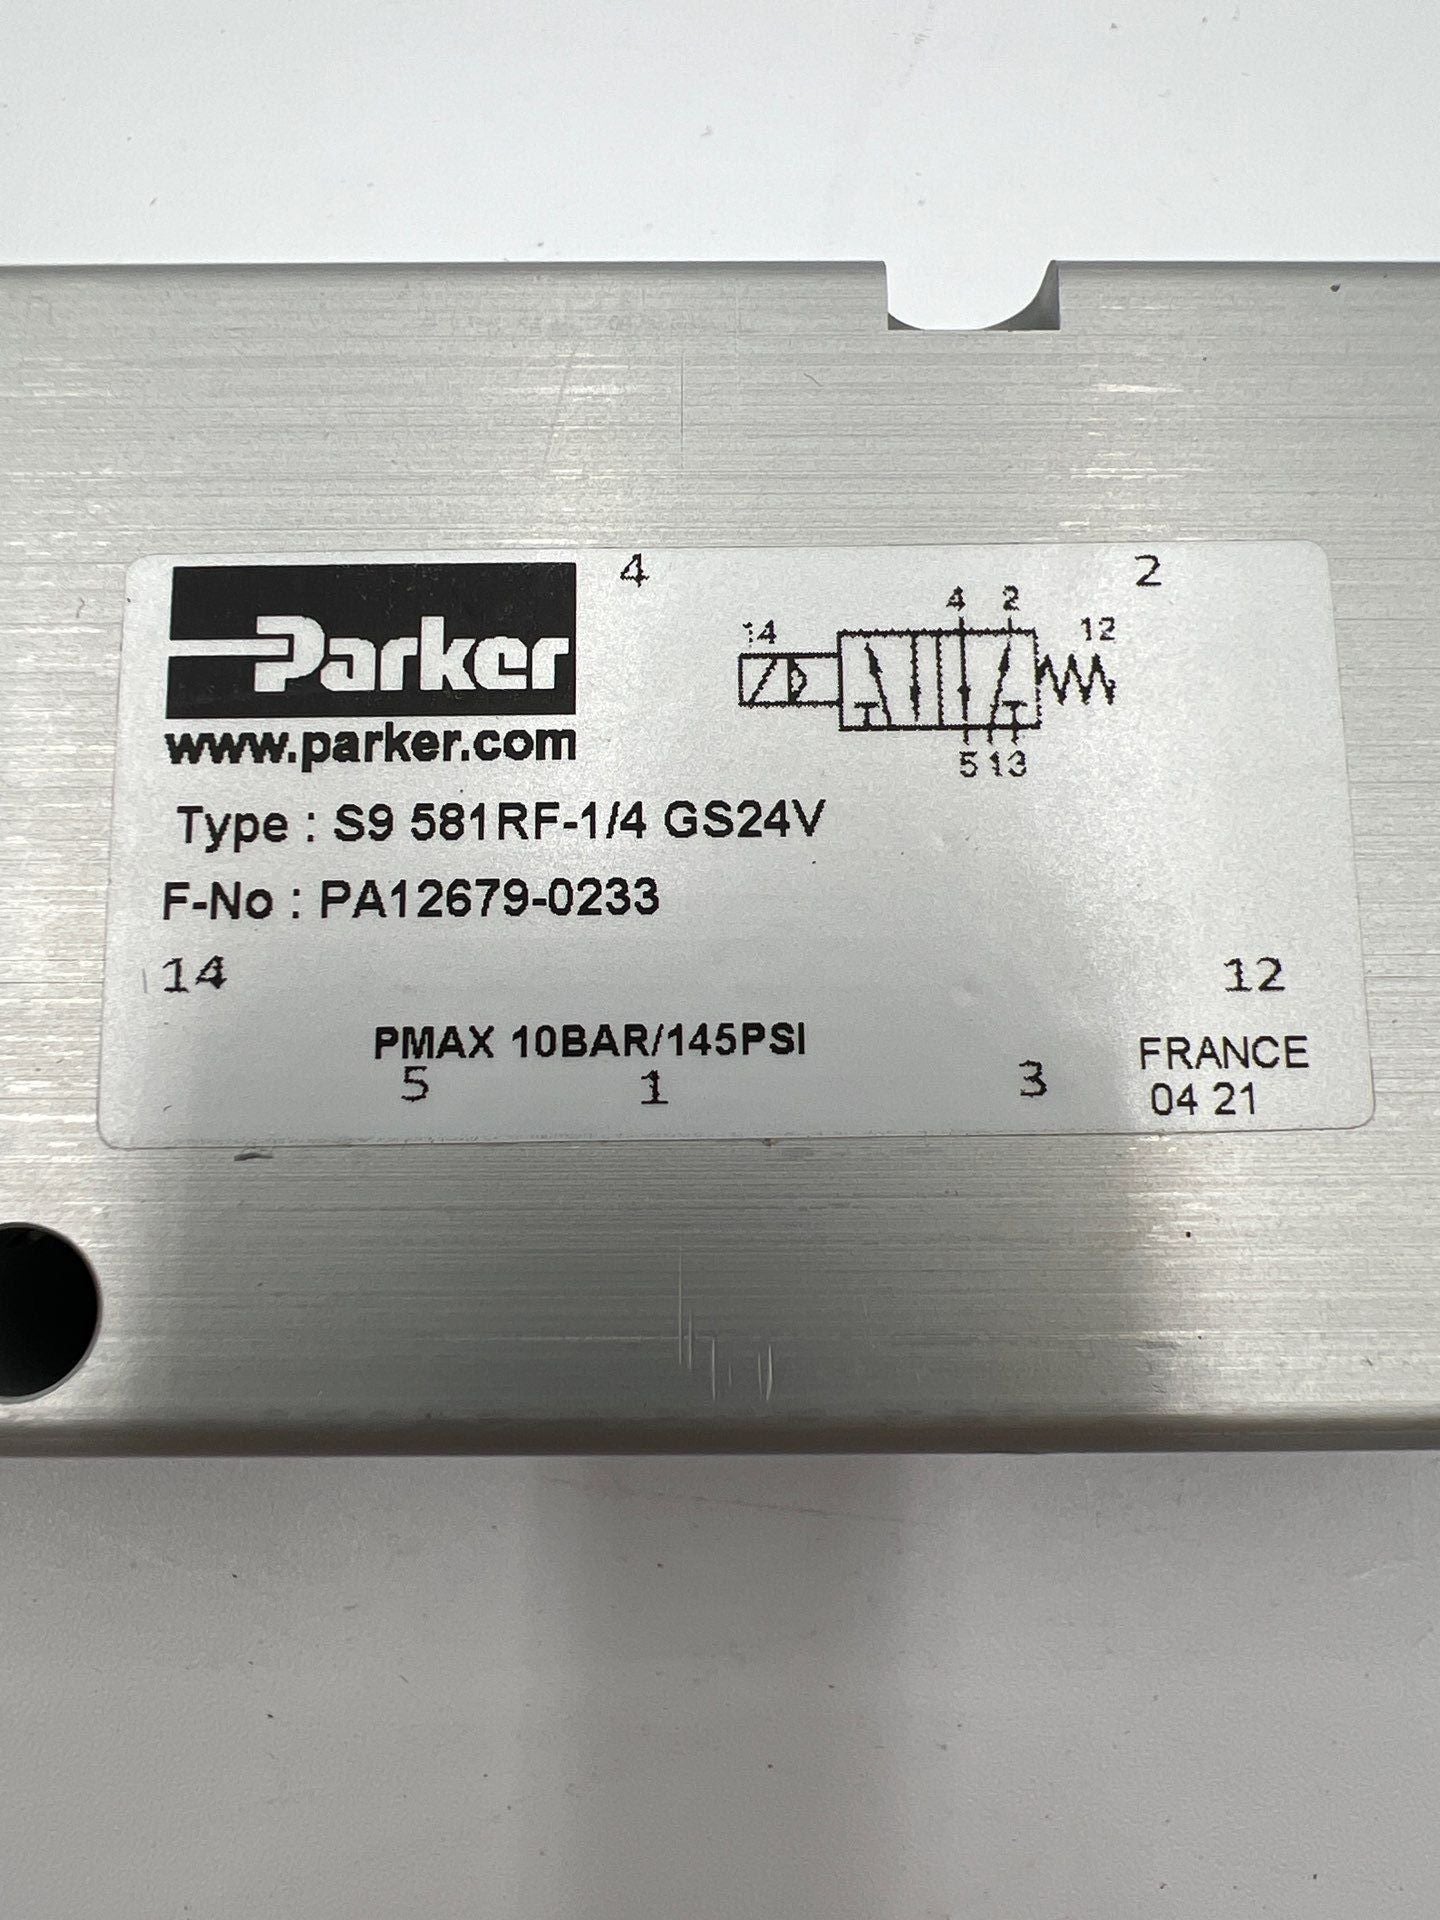 4
2
Parker
4 2
14
12
www.parker.com
5 1 3
Type : S9 581RF-1/4 GS24V
F-No : PA12679-0233
14
12
PMAX 10BAR/145PSI
FRANCE
5
1
3
04 21